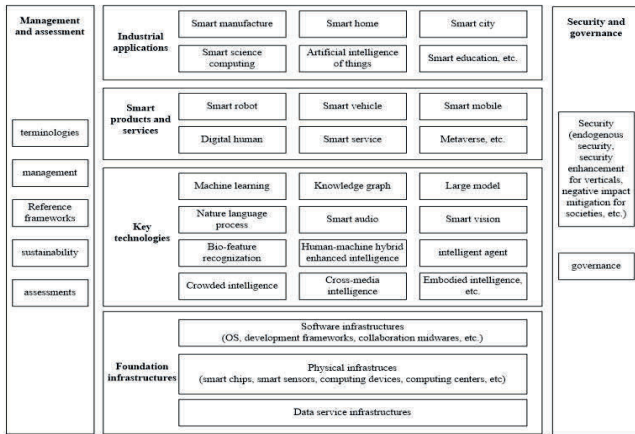 Management
and assessment
terminologies
management
Reference
frameworks
sustainability
assessments
Industrial
applications
Smart manufacture
Smart home
Smart city
Smart science
computing
Artificial intelligence
of things
Smart education, etc.
Smart
products and
services
Smart robot
Smart vehicle
Smart mobile
Digital human
Smart service
Metaverse, etc.
Key
technologies
Machine learning
Knowledge graph
Large model
Nature language
process
Smart audio
Smart vision
Bio-feature
recognization
Human-machine hybrid
enhanced intelligence
intelligent agent
Crowded intelligence
Cross-media
intelligence
Embodied intelligence,
etc.
Foundation
infrastructures
Software infrastructures
(OS, development frameworks, collaboration midwares, etc.)
Physical infrastruces
(smart chips, smart sensors, computing devices, computing centers, etc)
Data service infrastructures
Security and
governance
Security
(endogenous
security,
security
enhancement
for verticals,
negative impact
mitigation for
societies, etc.)
governance